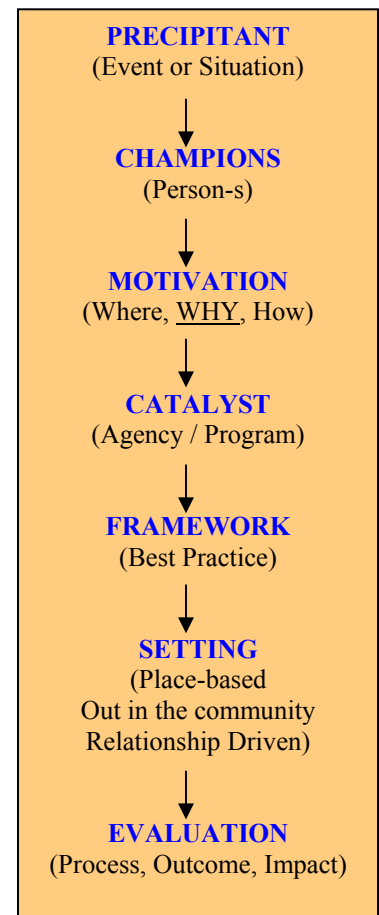 PRECIPITANT
(Event or Situation)
CHAMPIONS
(Person-s)
MOTIVATION
(Where, WHY, How)
CATALYST
(Agency / Program)
FRAMEWORK
(Best Practice)
SETTING
(Place-based
Out in the community
Relationship Driven)
EVALUATION
(Process, Outcome, Impact)